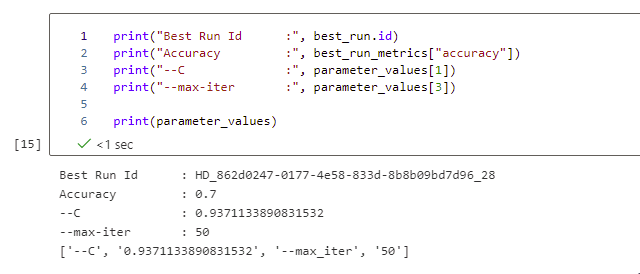 1 print("Best Run Id      :", best_run.id)
2 print("Accuracy         :", best_run_metrics["accuracy"])
3 print("--C              :", parameter_values[1])
4 print("--max-iter       :", parameter_values[3])
5
6 print(parameter_values)
[15] <1 sec
Best Run Id      : HD_862d0247-0177-4e58-833d-8b8b09bd7d96_28
Accuracy         : 0.7
--C              : 0.9371133890831532
--max-iter       : 50
['--C', '0.9371133890831532', '--max_iter', '50']